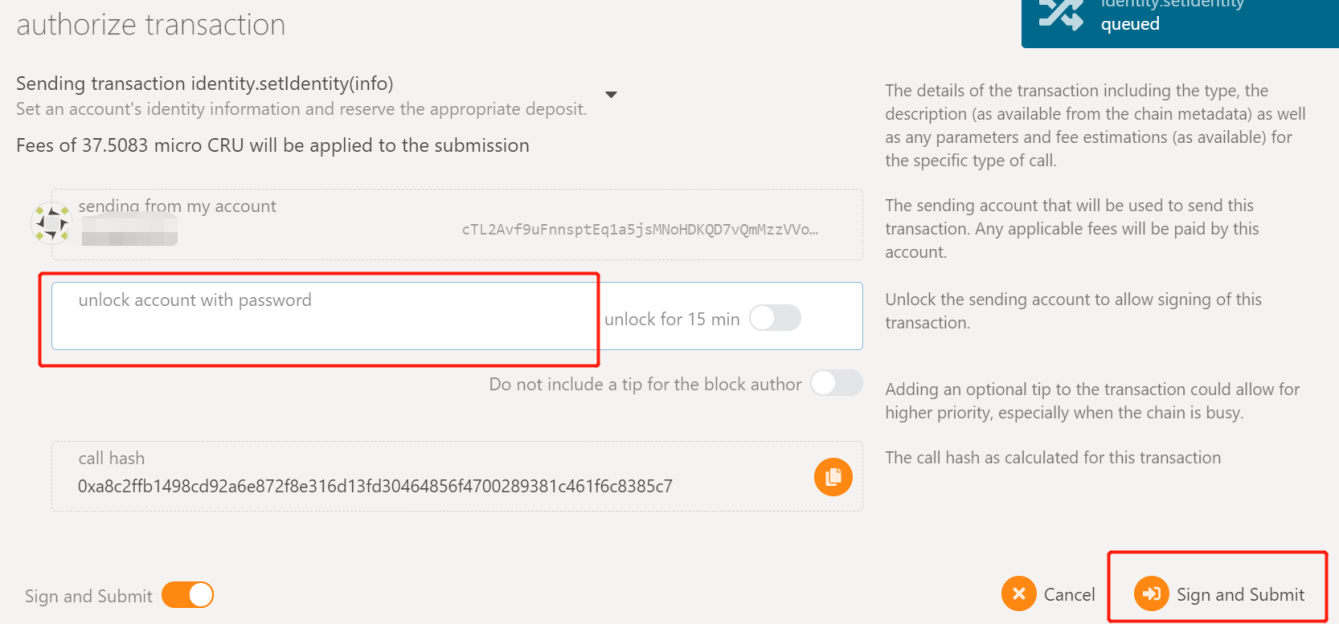 identity.setIdentity
queued
authorize transaction
Sending transaction identity.setIdentity(info)
Set an account's identity information and reserve the appropriate deposit.
Fees of 37.5083 micro CRU will be applied to the submission
The details of the transaction including the type, the
description (as available from the chain metadata) as well
as any parameters and fee estimations (as available) for
the specific type of call.
sending from my account
cTL2Avf9uFnnsptEq1a5jsMNoHDKQD7vQmMzzVVo...
The sending account that will be used to send this
transaction. Any applicable fees will be paid by this
account.
unlock account with password
unlock for 15 min
Unlock the sending account to allow signing of this
transaction.
Do not include a tip for the block author
Adding an optional tip to the transaction could allow for
higher priority, especially when the chain is busy.
call hash
0xa8c2ffb1498cd92a6e872f8e316d13fd30464856f4700289381c461f6c8385c7
The call hash as calculated for this transaction
Sign and Submit
Cancel
Sign and Submit